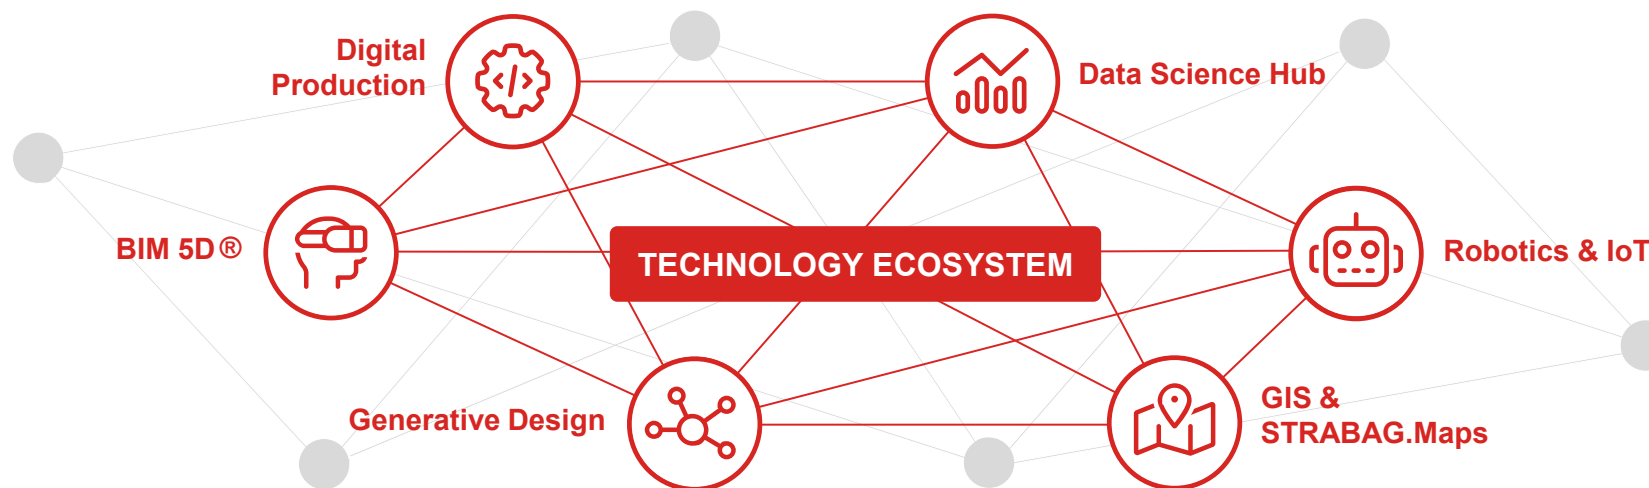 Digital
Production
Data Science Hub
BIM 5D®
TECHNOLOGY ECOSYSTEM
Robotics & IoT
Generative Design
GIS &
STRABAG.Maps